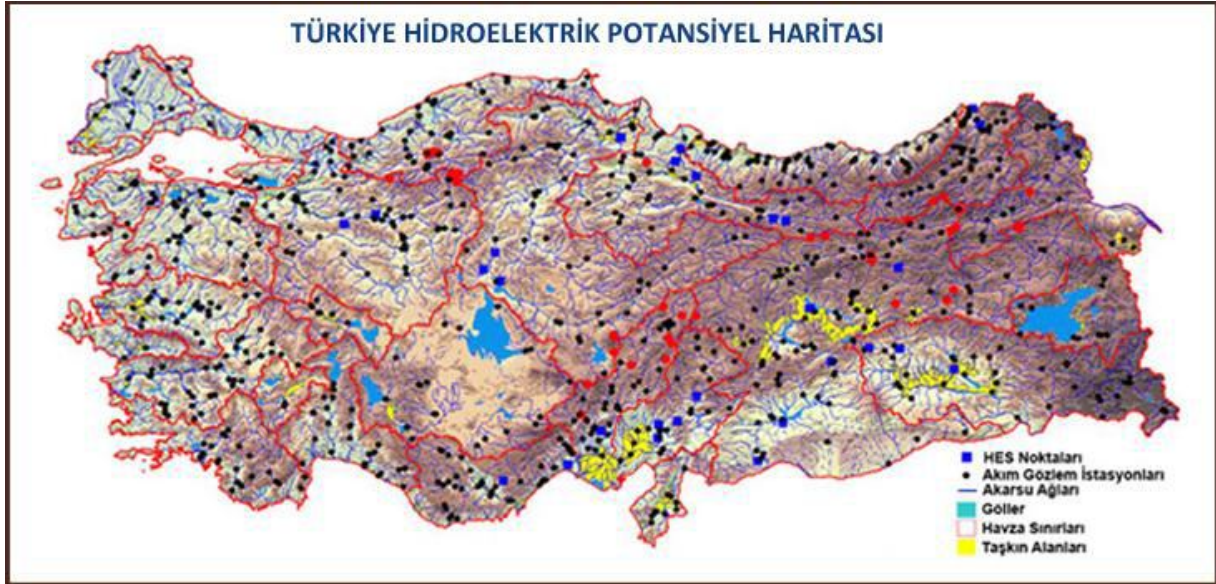 TÜRKİYE HİDROELEKTRİK POTANSİYEL HARİTASI
HES Noktaları
Akım Gözlem İstasyonları
Akarsu Ağları
Göller
Havza Sınırları
Taşkın Alanları